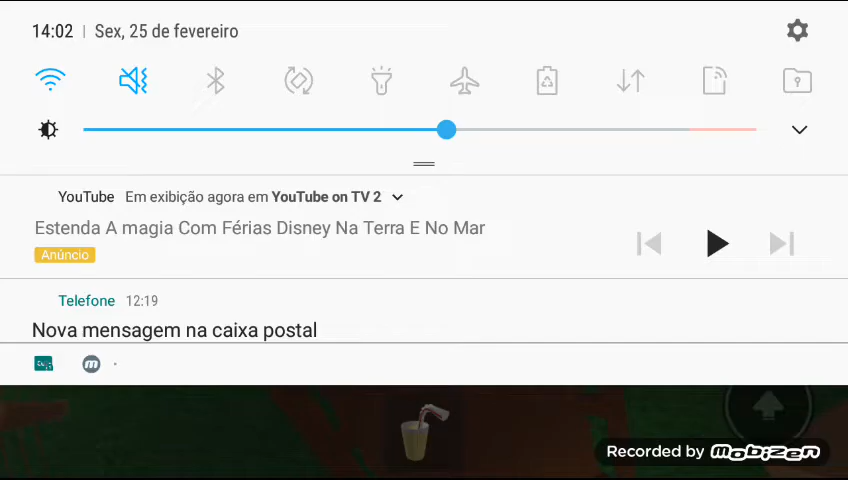 14:02 | Sex, 25 de fevereiro
YouTube Em exibição agora em YouTube on TV 2
Estenda A magia Com Férias Disney Na Terra E No Mar
Anúncio
Telefone 12:19
Nova mensagem na caixa postal
m
Recorded by Mobizen